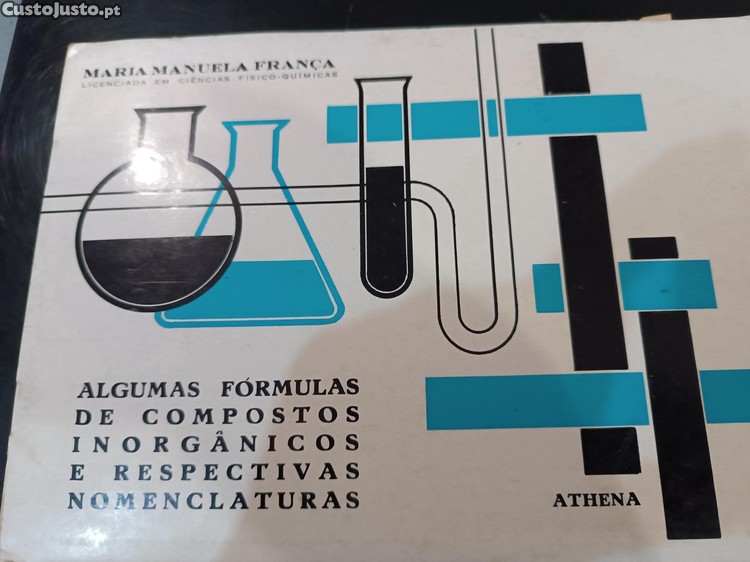 CustoJusto.pt
MARIA MANUELA FRANÇA
LICENCIADA EM CIÊNCIAS FÍSICO-QUÍMICAS
ALGUMAS FÓRMULAS
DE COMPOSTOS
INORGÂNICOS
E RESPECTIVAS
NOMENCLATURAS
ATHENA